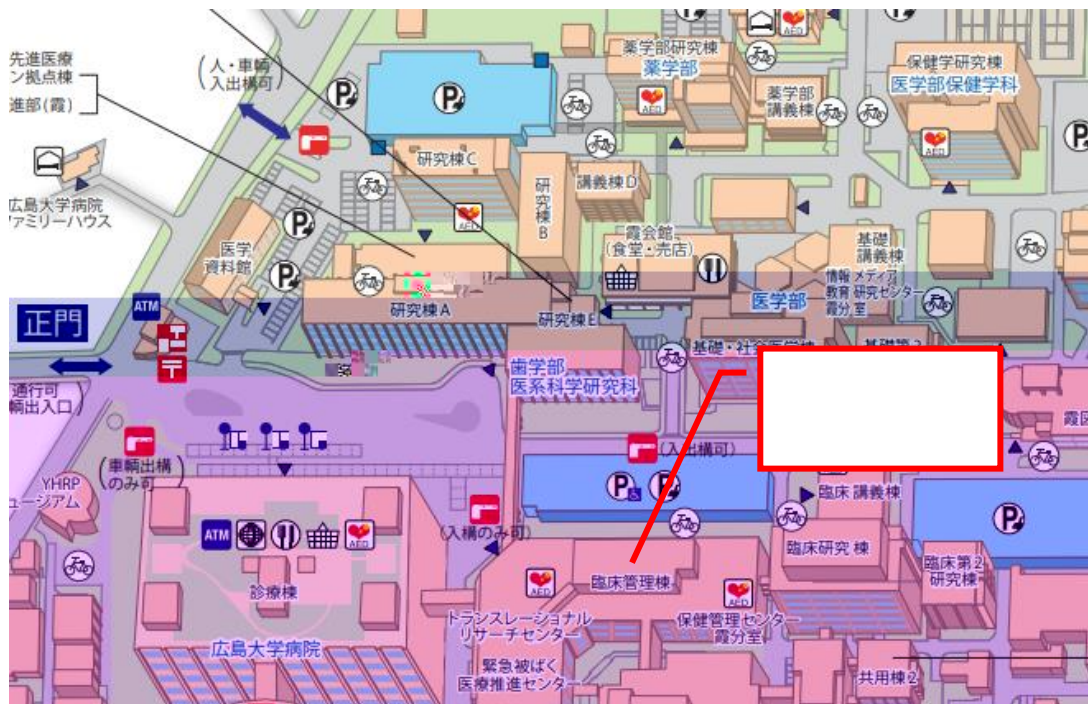 先進医療
ン拠点棟
進部(霞)
(人・車輌
入出構可)
広島大学病院
ファミリーハウス
医学
資料館
研究棟C
研究棟B
講義棟D
薬学部研究棟
薬学部
薬学部
講義棟
保健学研究棟
医学部保健学科
霞会館
(食堂・売店)
基礎
講義棟
情報 メディア
教育 研究センター
霞分 室
医学部
研究棟A
研究棟E
基礎・社会医学棟
正門
ATM
通行可
輌出入口)
歯学部
医系科学研究科
(車輌出構
のみ可)
(入出構可)
(入構のみ可)
YHRP
ュージアム
ATM
AED
診療棟
広島大学病院
臨床 講義棟
臨床研究 棟
臨床第2
研究棟
臨床管理棟
トランスレーショナル
リサーチセンター
保健管理センター
霞分室
緊急被ばく
医療推進センター
共用棟2